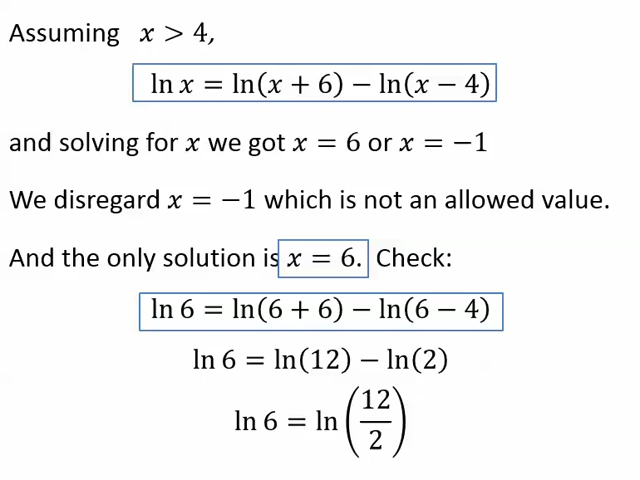 Assuming x > 4,
ln x = ln(x + 6) − ln(x − 4)
and solving for x we got x = 6 or x = −1
We disregard x = −1 which is not an allowed value.
And the only solution is x = 6. Check:
ln 6 = ln(6 + 6) − ln(6 − 4)
ln 6 = ln(12) − ln(2)
ln 6 = ln(12/2)